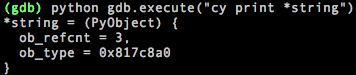 (gdb) python gdb.execute("cy print *string")
*string = (PyObject) {
  ob_refcnt = 3,
  ob_type = 0x817c8a0
}